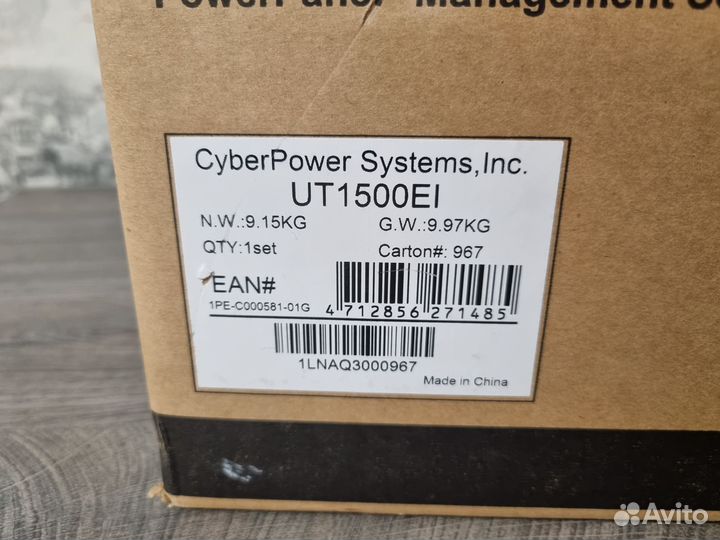 Management
CyberPower Systems,Inc.
UT1500EI
N.W.:9.15KG G.W.:9.97KG
QTY:1set Carton#: 967
EAN#
1PE-C000581-01G 4 712856 271485
1LNAQ3000967
Made in China
Avito